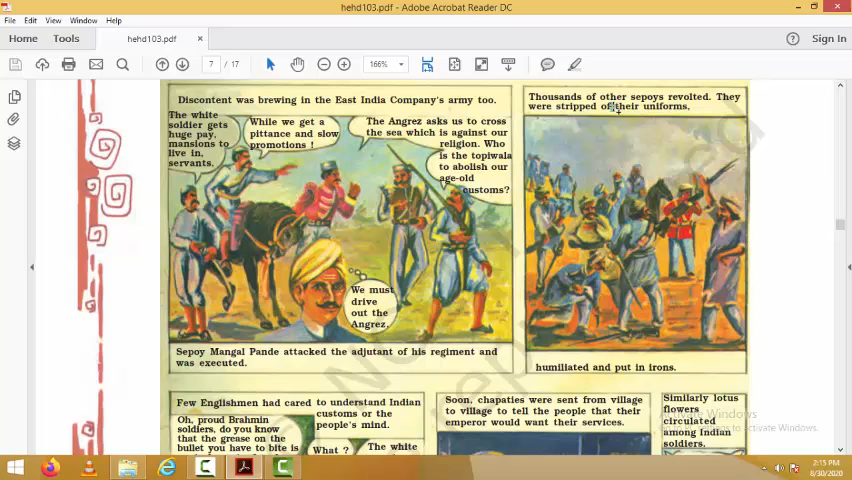 hehd103.pdf - Adobe Acrobat Reader DC
File Edit View Window Help
Home Tools hehd103.pdf × Sign In
7 / 17 166%
Discontent was brewing in the East India Company's army too.
The white
soldier gets
huge pay,
mansions to
live in,
servants.
While we get a
pittance and slow
promotions !
The Angrez asks us to cross
the sea which is against our
religion. Who
is the topiwala
to abolish our
age-old
customs?
We must
drive
out the
Angrez.
Sepoy Mangal Pande attacked the adjutant of his regiment and
was executed.
Thousands of other sepoys revolted. They
were stripped of their uniforms,
humiliated and put in irons.
Few Englishmen had cared to understand Indian
customs or the
people's mind.
Oh, proud Brahmin
soldiers, do you know
that the grease on the
bullet you have to bite is
What ?
The white
Soon, chapaties were sent from village
to village to tell the people that their
emperor would want their services.
Similarly lotus
flowers
circulated
among Indian
soldiers.
Activate Windows
to Activate Windows.
2:15 PM
8/30/2020